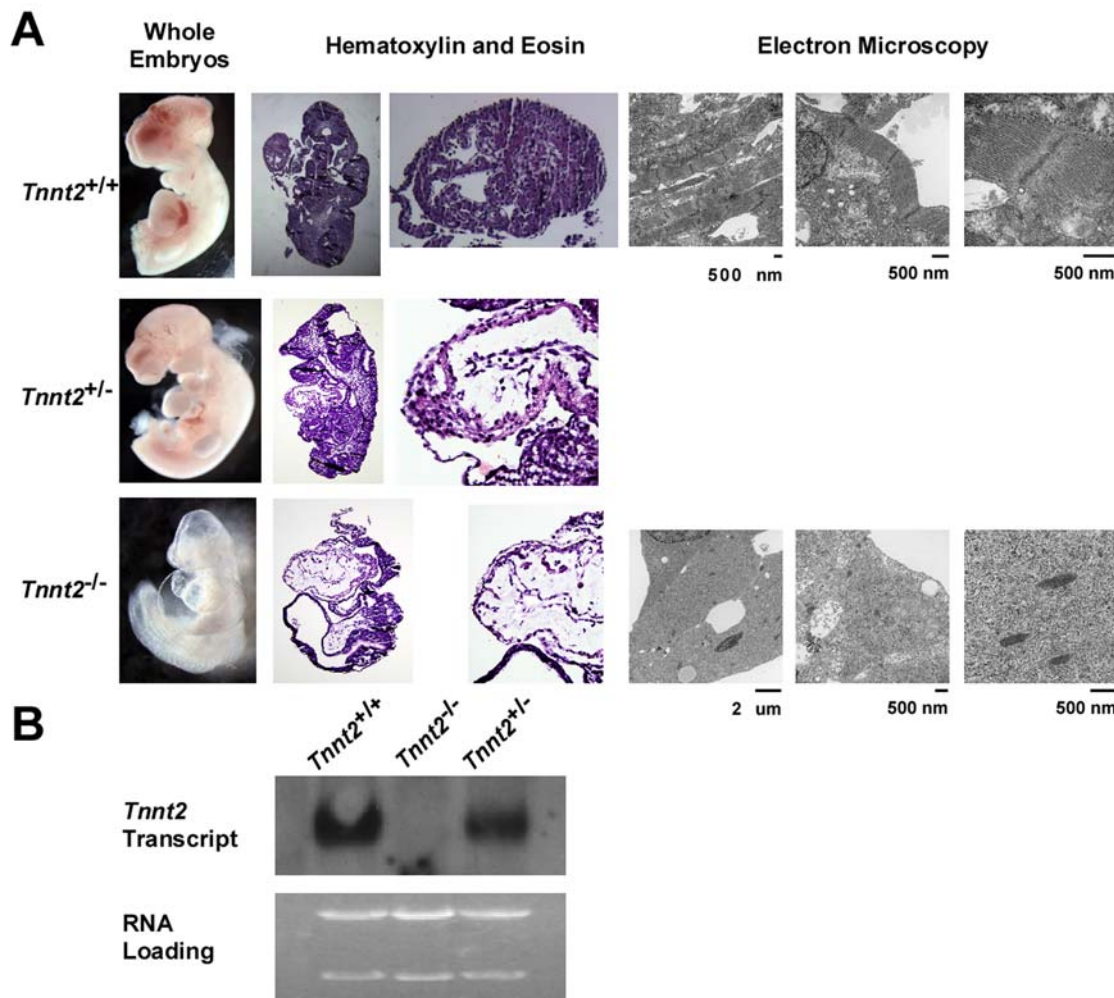 A
Whole
Embryos
Hematoxylin and Eosin
Electron Microscopy
Tnnt2+/+
500 nm
500 nm
500 nm
Tnnt2+/-
Tnnt2-/-
2 um
500 nm
500 nm
B
Tnnt2+/+
Tnnt2-/-
Tnnt2+/-
Tnnt2
Transcript
RNA
Loading